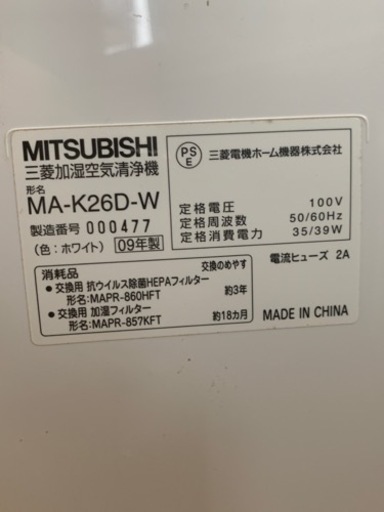 MITSUBISHI
三菱加湿空気清浄機
形名
MA-K26D-W
製造番号 000477
(色：ホワイト) 09年製
PSE
三菱電機ホーム機器株式会社
定格電圧 100V
定格周波数 50/60Hz
定格消費電力 35/39W
電流ヒューズ 2A
消耗品 交換のめやす
● 交換用 抗ウイルス除菌HEPAフィルター
形名：MAPR-860HFT 約3年
● 交換用 加湿フィルター
形名：MAPR-857KFT 約18カ月
MADE IN CHINA